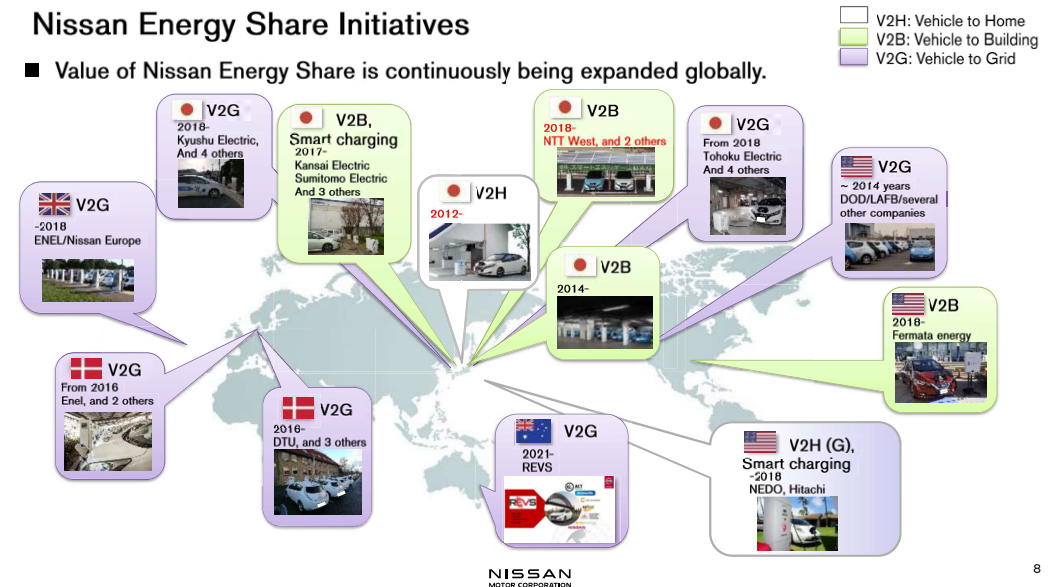 Nissan Energy Share Initiatives
V2H: Vehicle to Home
V2B: Vehicle to Building
V2G: Vehicle to Grid
■ Value of Nissan Energy Share is continuously being expanded globally.
V2G
2018-
Kyushu Electric,
And 4 others
V2B,
Smart charging
2017-
Kansai Electric
Sumitomo Electric
And 3 others
V2H
2012-
V2B
2018-
NTT West, and 2 others
V2G
From 2018
Tohoku Electric
And 4 others
V2G
~ 2014 years
DOD/LAFB/several
other companies
V2G
-2018
ENEL/Nissan Europe
V2B
2014-
V2B
2018-
Fermata energy
V2G
From 2016
Enel, and 2 others
V2G
2016-
DTU, and 3 others
V2G
2021-
REVS
REVS
ACT
NISSAN
V2H (G),
Smart charging
-2018
NEDO, Hitachi
NISSAN
MOTOR CORPORATION
8